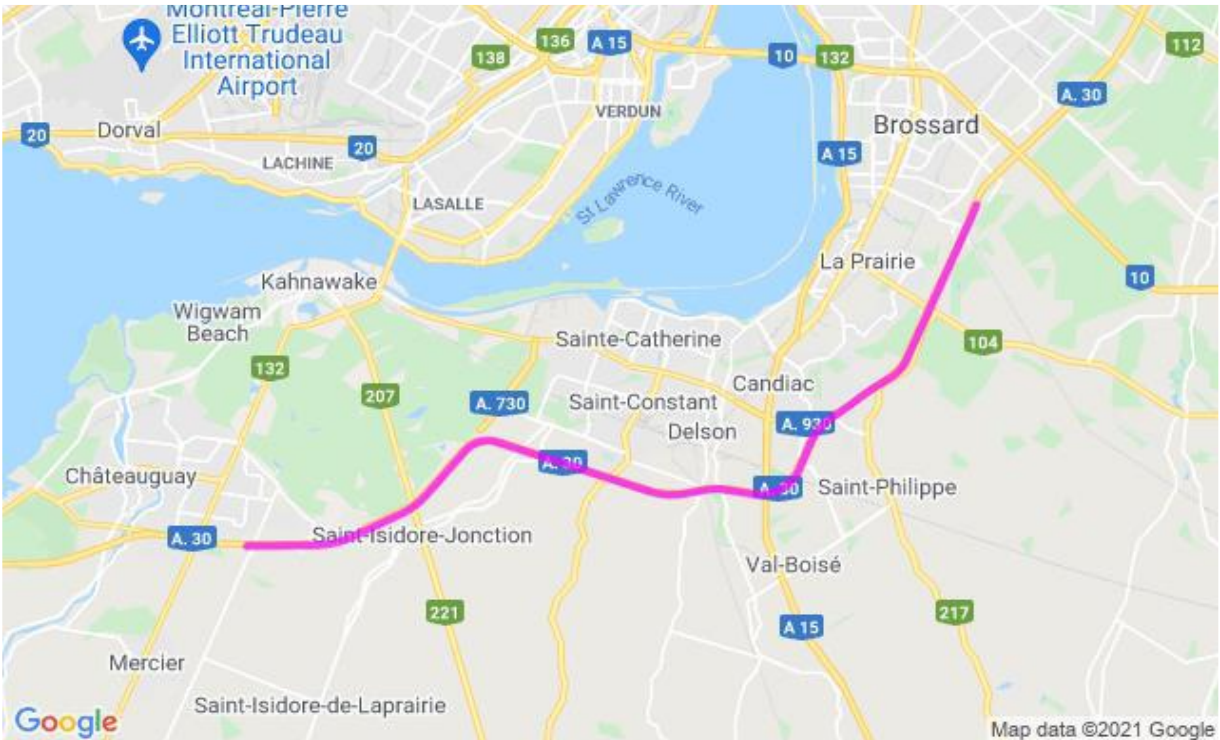 Montréal-Pierre
Elliott Trudeau
International
Airport
138
136
A 15
10
132
112
A. 30
VERDUN
Brossard
20
Dorval
20
LACHINE
A 15
LASALLE
St Lawrence River
La Prairie
10
Kahnawake
Wigwam
Beach
Sainte-Catherine
104
132
207
Candiac
A. 730
Saint-Constant
A. 930
Delson
A. 30
Châteauguay
A. 30
Saint-Philippe
A. 30
Saint-Isidore-Jonction
Val-Boisé
221
217
A 15
Mercier
Saint-Isidore-de-Laprairie
Google
Map data ©2021 Google